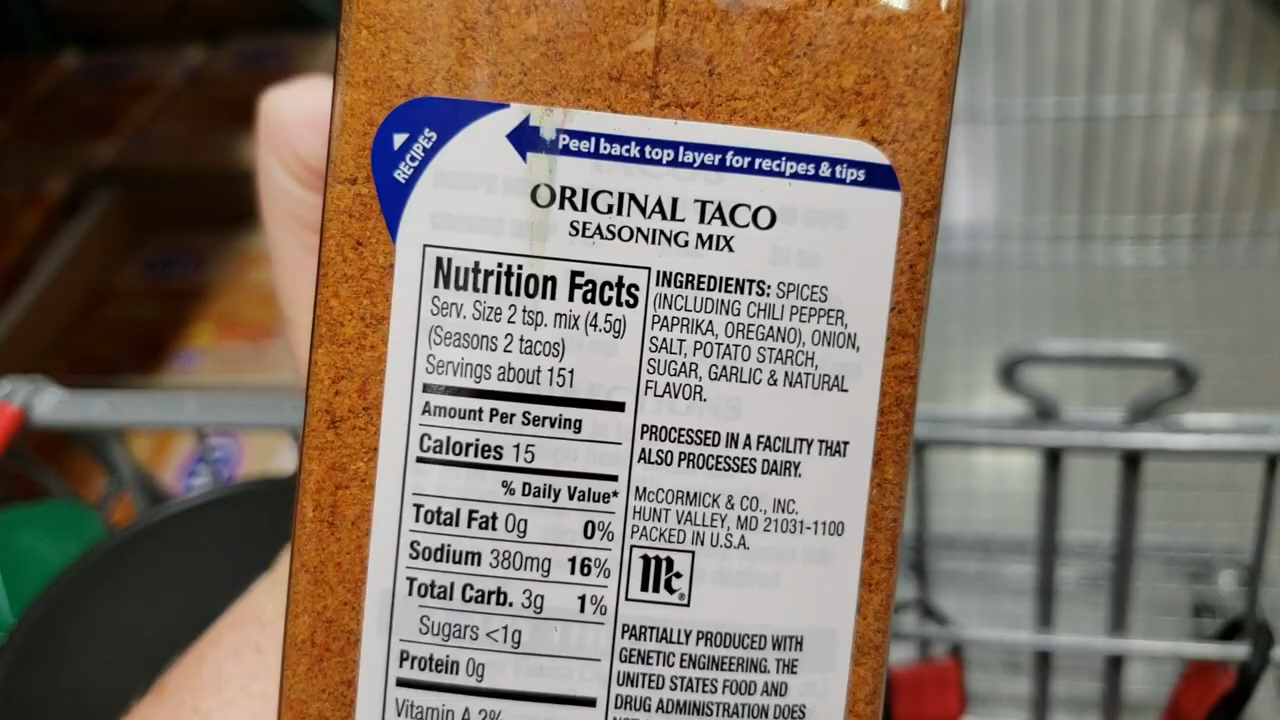 RECIPES
Peel back top layer for recipes & tips
ORIGINAL TACO
SEASONING MIX
Nutrition Facts
Serv. Size 2 tsp. mix (4.5g)
(Seasons 2 tacos)
Servings about 151
Amount Per Serving
Calories 15
% Daily Value*
Total Fat 0g 0%
Sodium 380mg 16%
Total Carb. 3g 1%
Sugars <1g
Protein 0g
Vitamin A 2%
INGREDIENTS: SPICES
(INCLUDING CHILI PEPPER,
PAPRIKA, OREGANO), ONION,
SALT, POTATO STARCH,
SUGAR, GARLIC & NATURAL
FLAVOR.
PROCESSED IN A FACILITY THAT
ALSO PROCESSES DAIRY.
McCORMICK & CO., INC.
HUNT VALLEY, MD 21031-1100
PACKED IN U.S.A.
Mc
PARTIALLY PRODUCED WITH
GENETIC ENGINEERING. THE
UNITED STATES FOOD AND
DRUG ADMINISTRATION DOES